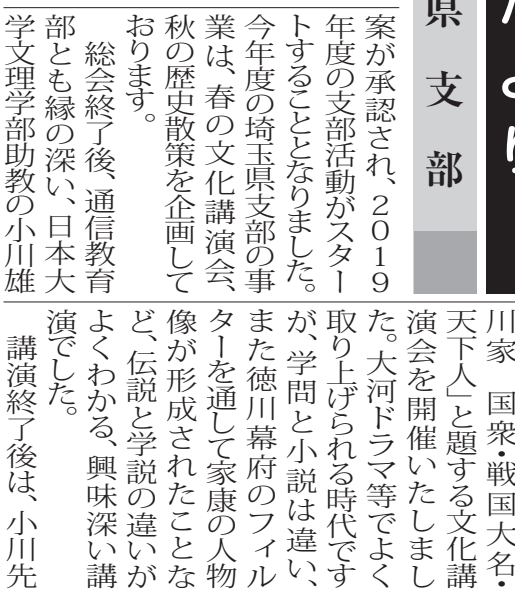 県支部
案が承認され、2019
年度の支部活動がスター
トすることとなりました。
今年度の埼玉県支部の事
業は、春の文化講演会、
秋の歴史散策を企画して
おります。
総会終了後、通信教育
部とも縁の深い、日本大
学文理学部助教の小川雄
川家 国衆・戦国大名・
天下人」と題する文化講
演会を開催いたしまし
た。大河ドラマ等でよく
取り上げられる時代です
が、学問と小説は違い、
また徳川幕府のフィル
ターを通して家康の人物
像が形成されたことな
ど、伝説と学説の違いが
よくわかる、興味深い講
演でした。
講演終了後は、小川先